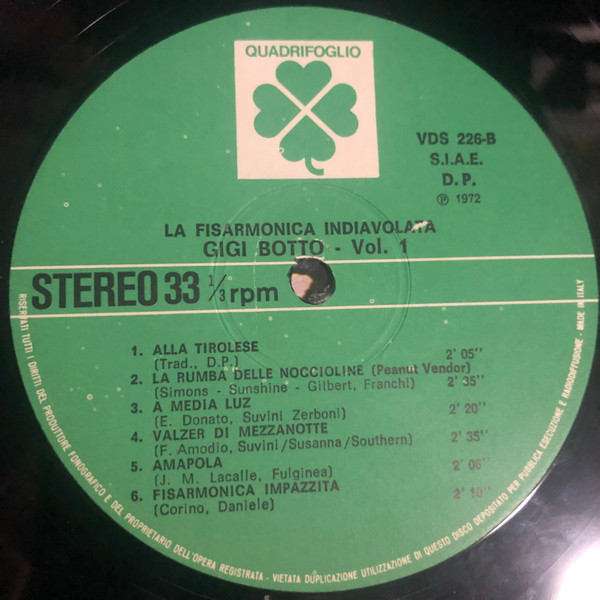 QUADRIFOGLIO
VDS 226-B
S.I.A.E.
D.P.
Ⓟ 1972
LA FISARMONICA INDIAVOLATA
GIGI BOTTO - Vol. 1
STEREO 33 1/3 rpm
1. ALLA TIROLESE 2' 05''
(Trad., D.P.)
2. LA RUMBA DELLE NOCCIOLINE (Peanut Vendor)
(Simons - Sunshine - Gilbert, Franchi) 2' 35''
3. A MEDIA LUZ 2' 20''
(E. Donato, Suvini Zerboni)
4. VALZER DI MEZZANOTTE 2' 35''
(F. Amodio, Suvini/Susanna/Southern)
5. AMAPOLA 2' 06''
(J. M. Lacalle, Fulginea)
6. FISARMONICA IMPAZZITA 2' 10''
(Corino, Daniele)
RISERVATI TUTTI I DIRITTI DEL PRODUTTORE FONOGRAFICO E DEL PROPRIETARIO DELL'OPERA REGISTRATA - VIETATA DUPLICAZIONE UTILIZZAZIONE DI QUESTO DISCO DEPOSITATO PER PUBBLICA ESECUZIONE E RADIODIFFUSIONE - MADE IN ITALY